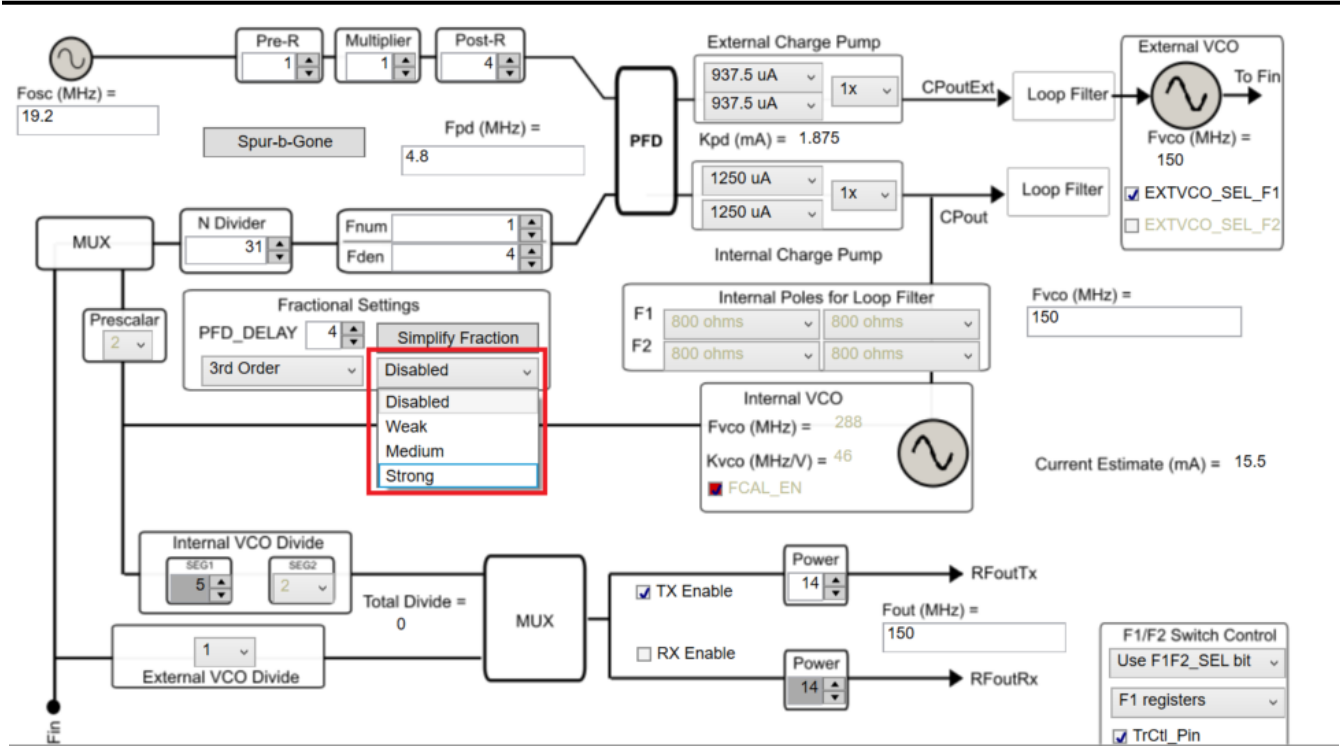 Pre-R
1
Multiplier
1
Post-R
4
Fosc (MHz) =
19.2
Spur-b-Gone
Fpd (MHz) =
4.8
PFD
External Charge Pump
937.5 uA
937.5 uA
1x
CPoutExt
Loop Filter
Kpd (mA) = 1.875
1250 uA
1250 uA
1x
CPout
Loop Filter
Internal Charge Pump
External VCO
To Fin
Fvco (MHz) =
150
EXTVCO_SEL_F1
EXTVCO_SEL_F2
MUX
N Divider
31
Fnum 1
Fden 4
Prescalar
2
Fractional Settings
PFD_DELAY 4
Simplify Fraction
3rd Order
Disabled
Disabled
Weak
Medium
Strong
Internal Poles for Loop Filter
F1 800 ohms 800 ohms
F2 800 ohms 800 ohms
Fvco (MHz) =
150
Internal VCO
Fvco (MHz) = 288
Kvco (MHz/V) = 46
FCAL_EN
Current Estimate (mA) = 15.5
Internal VCO Divide
SEG1
5
SEG2
2
Total Divide =
0
1
External VCO Divide
Fin
MUX
TX Enable
RX Enable
Power
14
RFoutTx
Fout (MHz) =
150
Power
14
RFoutRx
F1/F2 Switch Control
Use F1F2_SEL bit
F1 registers
TrCtl_Pin